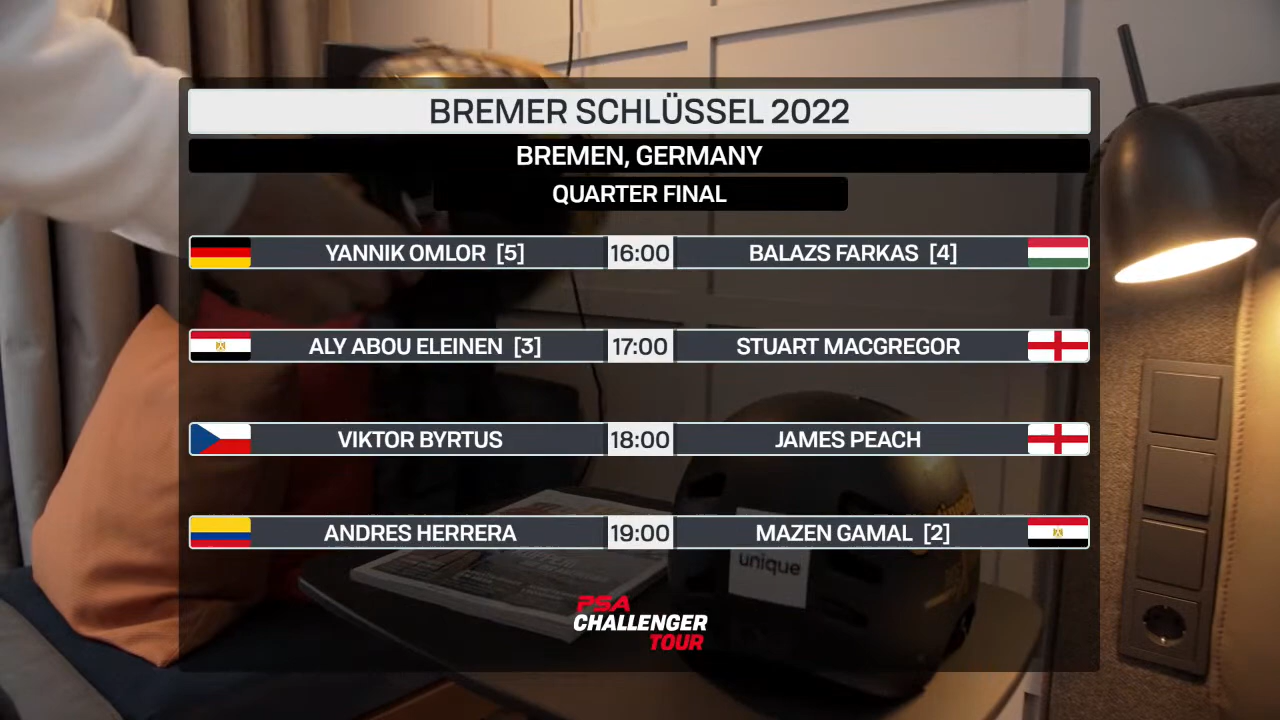 BREMER SCHLÜSSEL 2022
BREMEN, GERMANY
QUARTER FINAL
YANNIK OMLOR [5] 16:00 BALAZS FARKAS [4]
ALY ABOU ELEINEN [3] 17:00 STUART MACGREGOR
VIKTOR BYRTUS 18:00 JAMES PEACH
ANDRES HERRERA 19:00 MAZEN GAMAL [2]
unique
PSA
CHALLENGER
TOUR